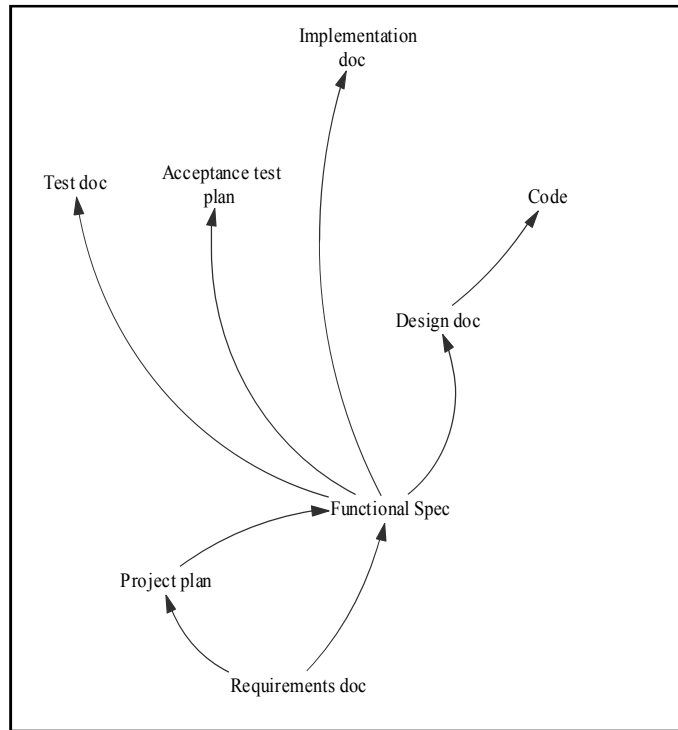 Implementation
doc
Acceptance test
plan
Test doc
Code
Design doc
Functional Spec
Project plan
Requirements doc